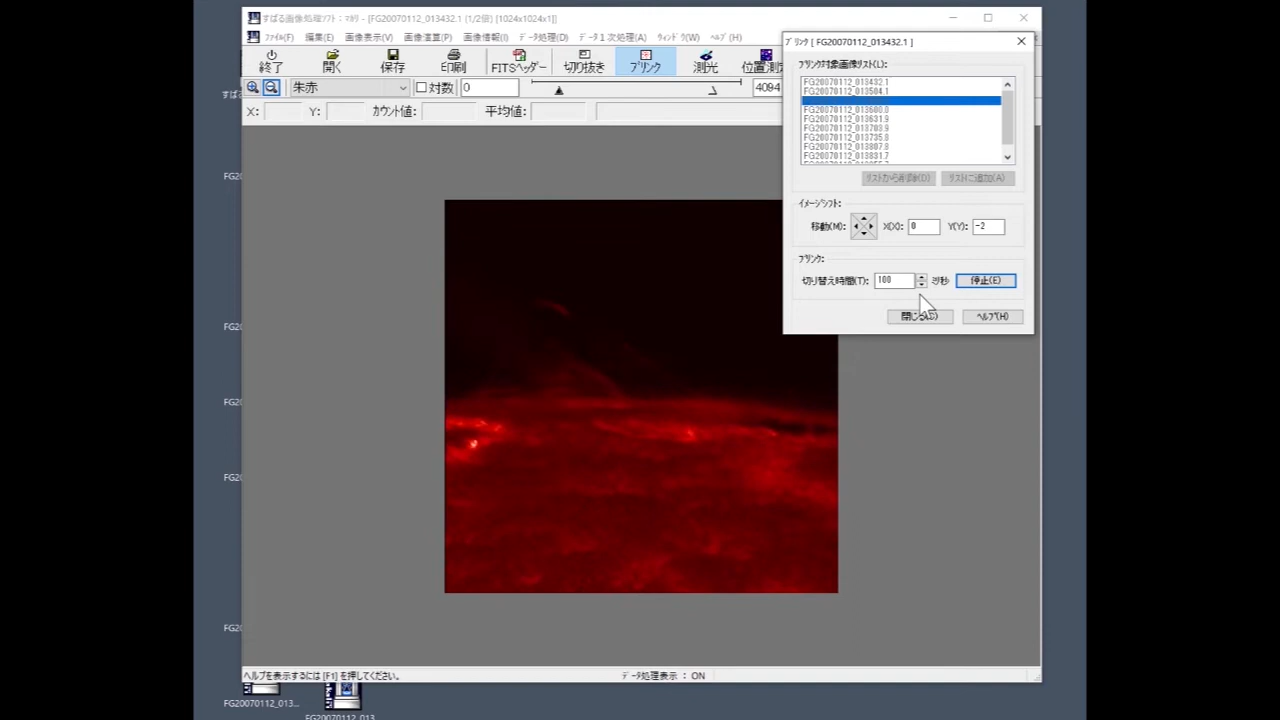 すばる画像処理ソフト：マカリ - [FG20070112_013432.1 (1/2倍) [1024x1024x1]]
ファイル(F) 編集(E) 画像表示(V) 画像演算(P) 画像情報(I) データ処理(D) データ1次処理(A) ウィンドウ(W) ヘルプ(H)
終了 開く 保存 印刷 FITSヘッダー 切り抜き ブリンク 測光 位置測定
朱赤 対数 0 4094
X: Y: カウント値: 平均値:
ブリンク [ FG20070112_013432.1 ]
ブリンク対象画像リスト(L):
FG20070112_013432.1
FG20070112_013504.1
FG20070112_013600.0
FG20070112_013631.9
FG20070112_013703.9
FG20070112_013735.8
FG20070112_013807.8
FG20070112_013831.7
リストから削除(D) リストに追加(A)
イメージシフト:
移動(M): X(X): 0 Y(Y): -2
ブリンク:
切り替え時間(T): 100 ミリ秒 停止(E)
閉じる(C) ヘルプ(H)
FG20
FG20
FG20
FG20
FG20
ヘルプを表示するには [F1] を押してください。 データ処理表示 : ON
FG20070112_013...
FG20070112_013